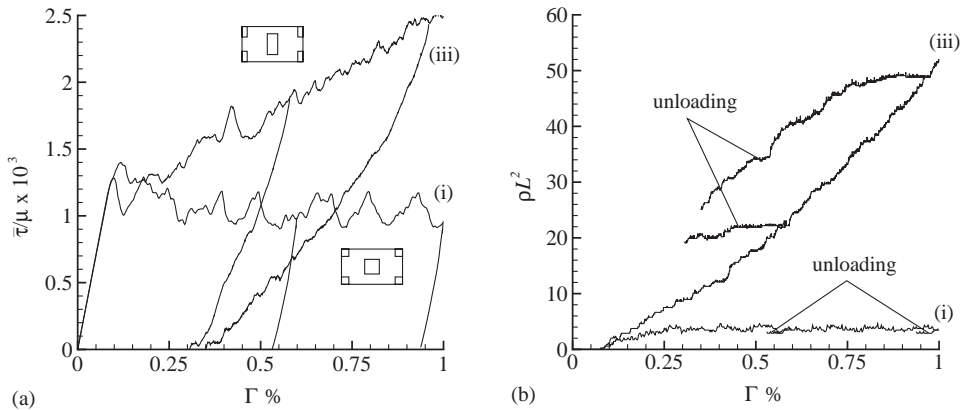 2.5
2
1.5
1
0.5
0
τ̄/μ x 10³
(iii)
(i)
0
0.25
0.5
0.75
1
Γ %
(a)
60
50
40
30
20
10
0
ρL²
(iii)
unloading
unloading
(i)
0
0.25
0.5
0.75
1
Γ %
(b)